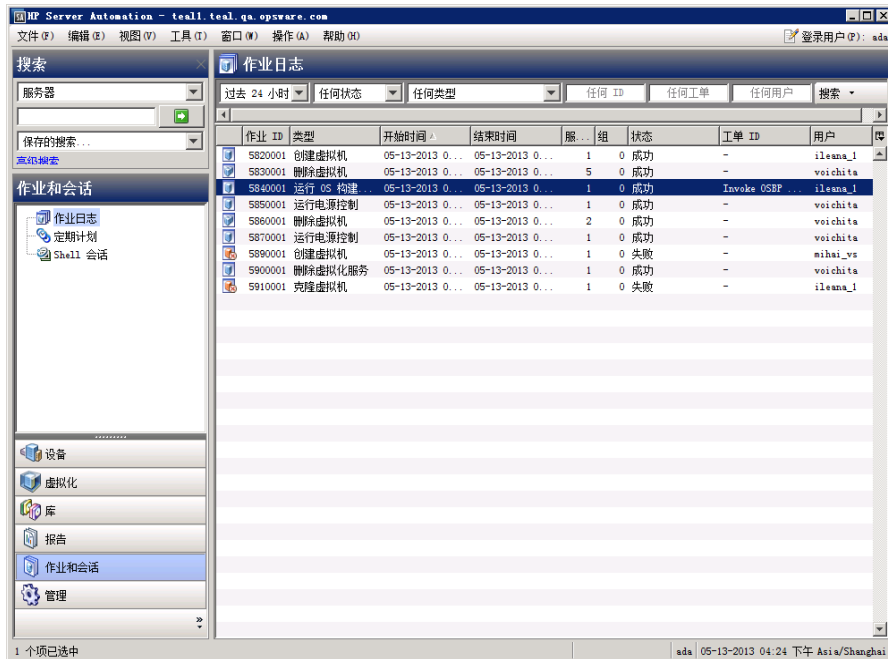 HP Server Automation - teal1.teal.qa.opsware.com
文件(F) 编辑(E) 视图(V) 工具(T) 窗口(W) 操作(A) 帮助(H) 登录用户(P): ada
搜索
服务器
保存的搜索...
高级搜索
作业和会话
作业日志
定期计划
Shell 会话
设备
虚拟化
库
报告
作业和会话
管理
作业日志
过去 24 小时 任何状态 任何类型 任何 ID 任何工单 任何用户 搜索
作业 ID 类型 开始时间 结束时间 服... 组 状态 工单 ID 用户
5820001 创建虚拟机 05-13-2013 0... 05-13-2013 0... 1 0 成功 - ileana_1
5830001 删除虚拟机 05-13-2013 0... 05-13-2013 0... 5 0 成功 - voichita
5840001 运行 OS 构建... 05-13-2013 0... 05-13-2013 0... 1 0 成功 Invoke OSBP ... ileana_1
5850001 运行电源控制 05-13-2013 0... 05-13-2013 0... 1 0 成功 - voichita
5860001 删除虚拟机 05-13-2013 0... 05-13-2013 0... 2 0 成功 - voichita
5870001 运行电源控制 05-13-2013 0... 05-13-2013 0... 1 0 成功 - voichita
5890001 创建虚拟机 05-13-2013 0... 05-13-2013 0... 1 0 失败 - mihai_vs
5900001 删除虚拟化服务 05-13-2013 0... 05-13-2013 0... 1 0 成功 - voichita
5910001 克隆虚拟机 05-13-2013 0... 05-13-2013 0... 1 0 失败 - ileana_1
1 个项已选中 ada 05-13-2013 04:24 下午 Asia/Shanghai